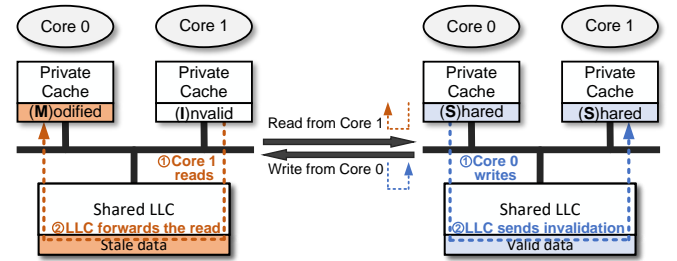 Core 0
Core 1
Private
Cache
(M)odified
Private
Cache
(I)nvalid
①Core 1
reads
Shared LLC
②LLC forwards the read
Stale data
Read from Core 1
Write from Core 0
Core 0
Core 1
Private
Cache
(S)hared
Private
Cache
(S)hared
①Core 0
writes
Shared LLC
②LLC sends invalidation
Valid data